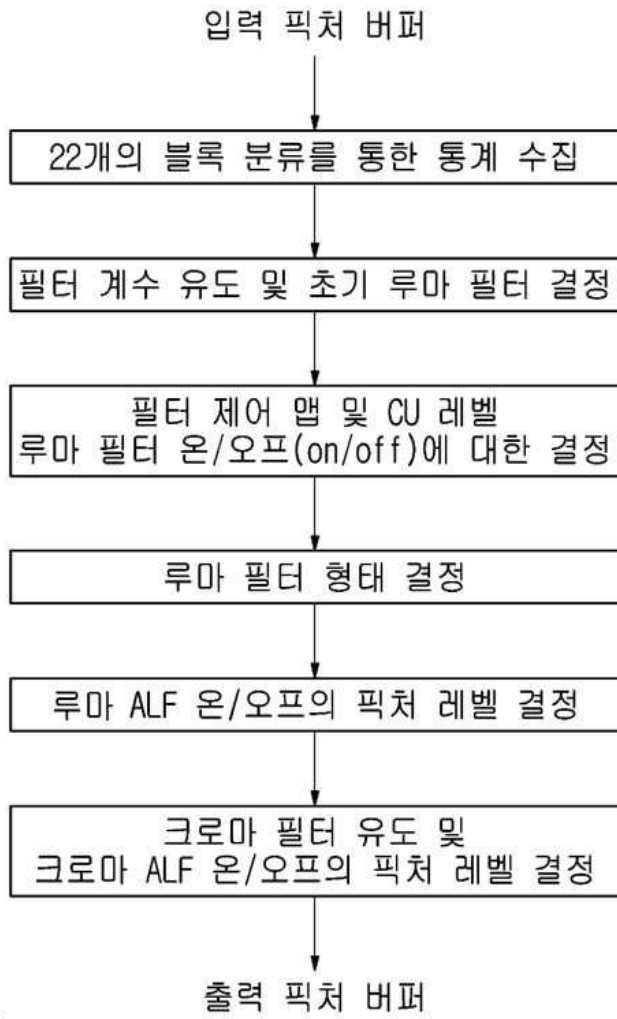 입력 픽처 버퍼
22개의 블록 분류를 통한 통계 수집
필터 계수 유도 및 초기 루마 필터 결정
필터 제어 맵 및 CU 레벨
루마 필터 온/오프(on/off)에 대한 결정
루마 필터 형태 결정
루마 ALF 온/오프의 픽처 레벨 결정
크로마 필터 유도 및
크로마 ALF 온/오프의 픽처 레벨 결정
출력 픽처 버퍼